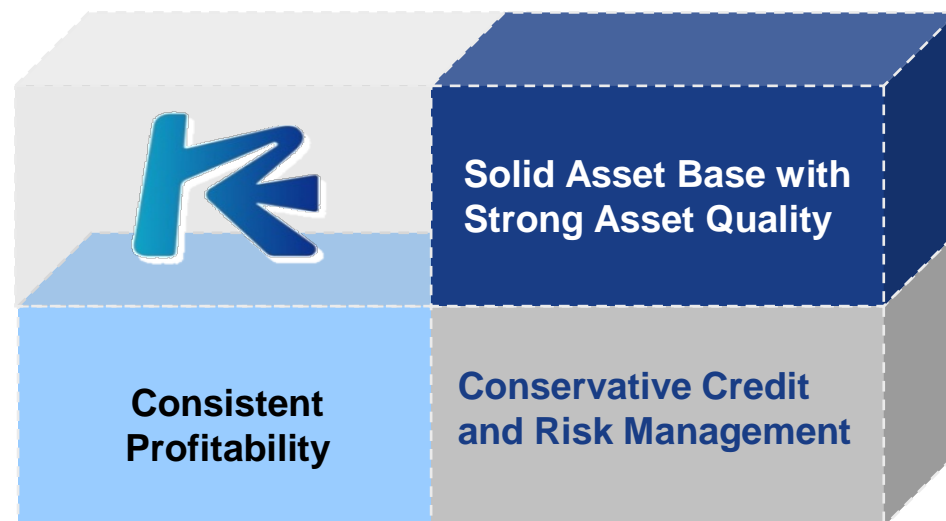 Solid Asset Base with
Strong Asset Quality
Consistent
Profitability
Conservative Credit
and Risk Management